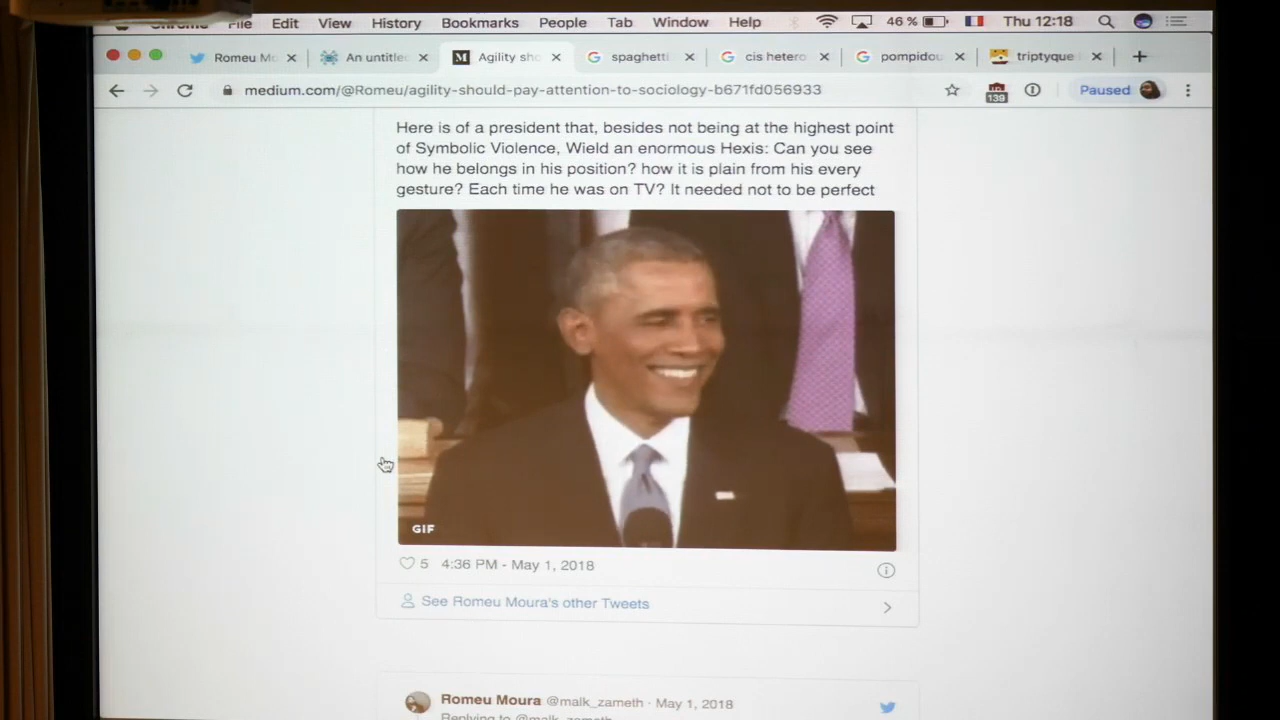 Chrome File Edit View History Bookmarks People Tab Window Help 46 % Thu 12:18
Romeu Mo An untitled Agility sho spaghetti cis hetero pompidou triptyque
medium.com/@Romeu/agility-should-pay-attention-to-sociology-b671fd056933 139 Paused
Here is of a president that, besides not being at the highest point
of Symbolic Violence, Wield an enormous Hexis: Can you see
how he belongs in his position? how it is plain from his every
gesture? Each time he was on TV? It needed not to be perfect
GIF
5 4:36 PM - May 1, 2018
See Romeu Moura's other Tweets
Romeu Moura @malk_zameth · May 1, 2018
Replying to @malk_zameth